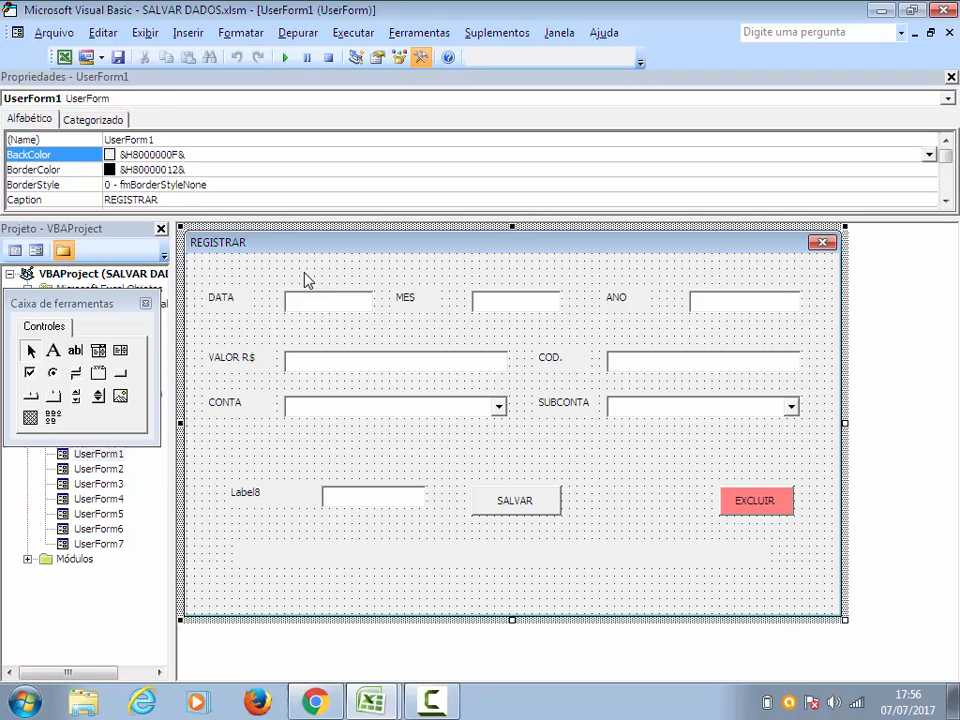 Microsoft Visual Basic - SALVAR DADOS.xlsm - [UserForm1 (UserForm)]
Arquivo Editar Exibir Inserir Formatar Depurar Executar Ferramentas Suplementos Janela Ajuda Digite uma pergunta
Propriedades - UserForm1
UserForm1 UserForm
Alfabético Categorizado
(Name) UserForm1
BackColor &H8000000F&
BorderColor &H80000012&
BorderStyle 0 - fmBorderStyleNone
Caption REGISTRAR
Projeto - VBAProject
VBAProject (SALVAR DAI
Caixa de ferramentas
Controles
A ab|
UserForm1
UserForm2
UserForm3
UserForm4
UserForm5
UserForm6
UserForm7
Módulos
REGISTRAR
DATA MES ANO
VALOR R$ COD.
CONTA SUBCONTA
Label8 SALVAR EXCLUIR
17:56
07/07/2017